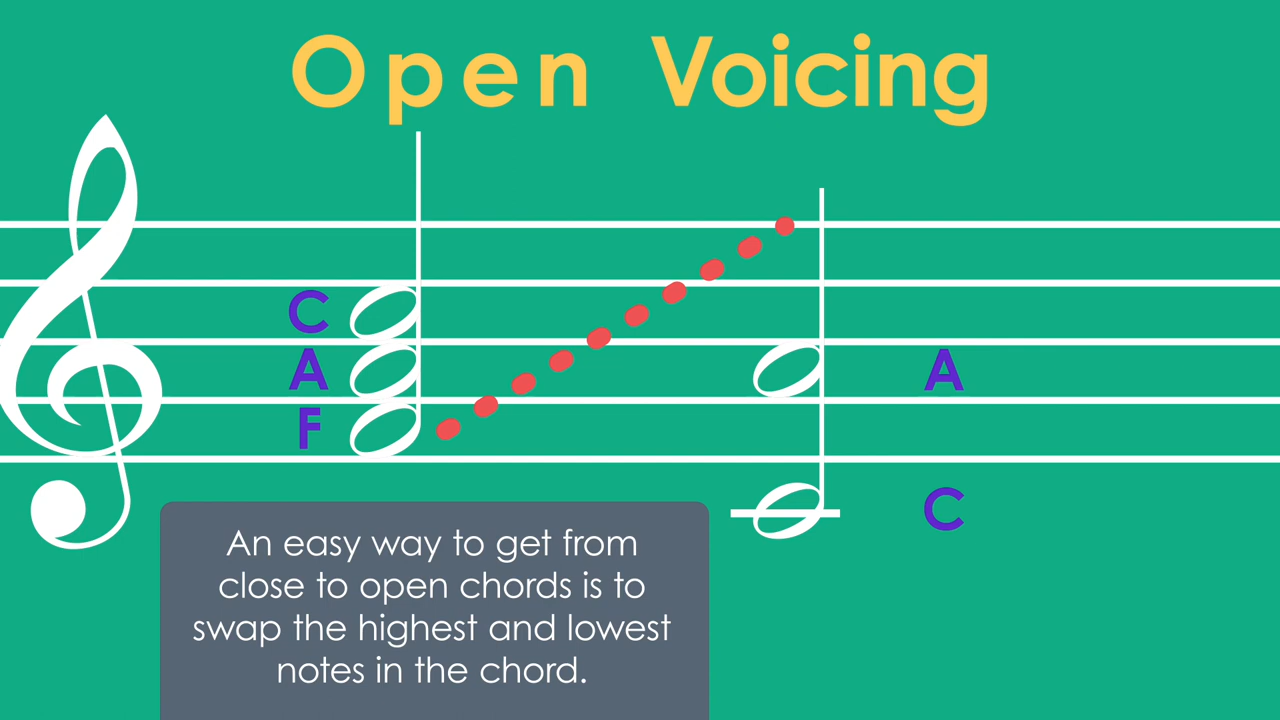 Open Voicing
C
A A
F
C
An easy way to get from
close to open chords is to
swap the highest and lowest
notes in the chord.